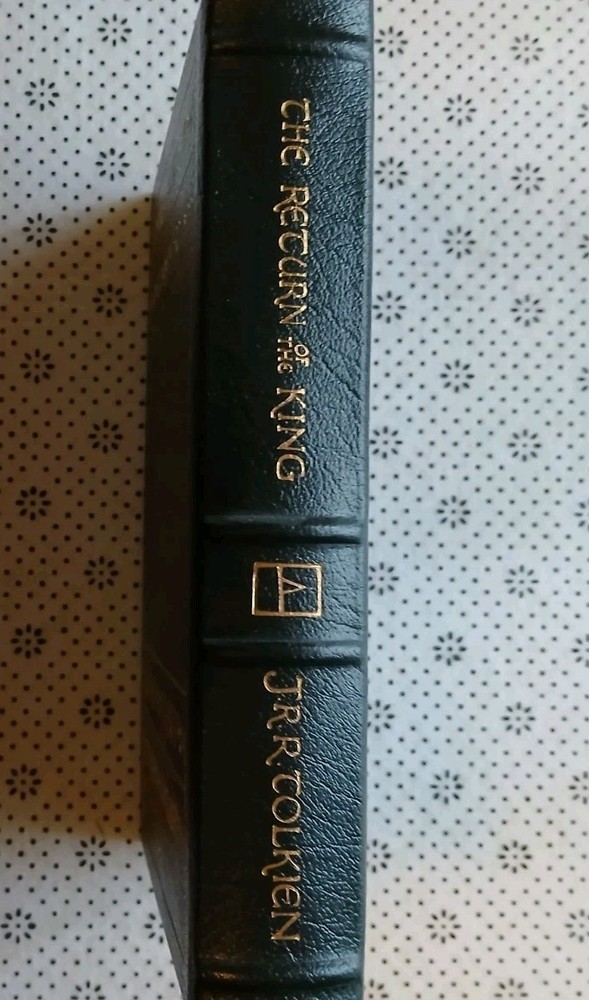 THE RETURN OF THE KING
J.R.R. TOLKIEN